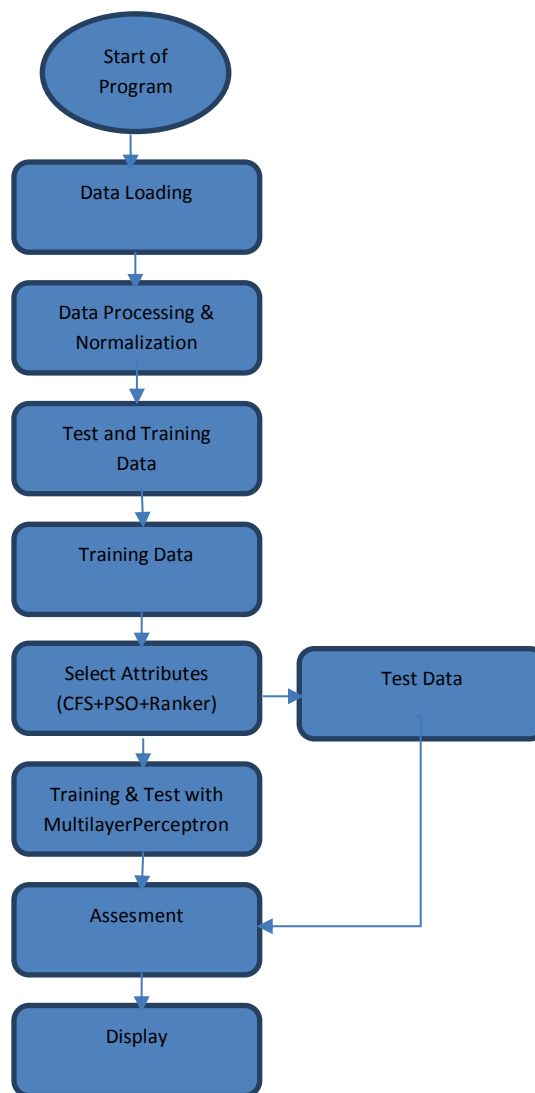 Start of
Program
Data Loading
Data Processing &
Normalization
Test and Training
Data
Training Data
Select Attributes
(CFS+PSO+Ranker)
Test Data
Training & Test with
MultilayerPerceptron
Assesment
Display